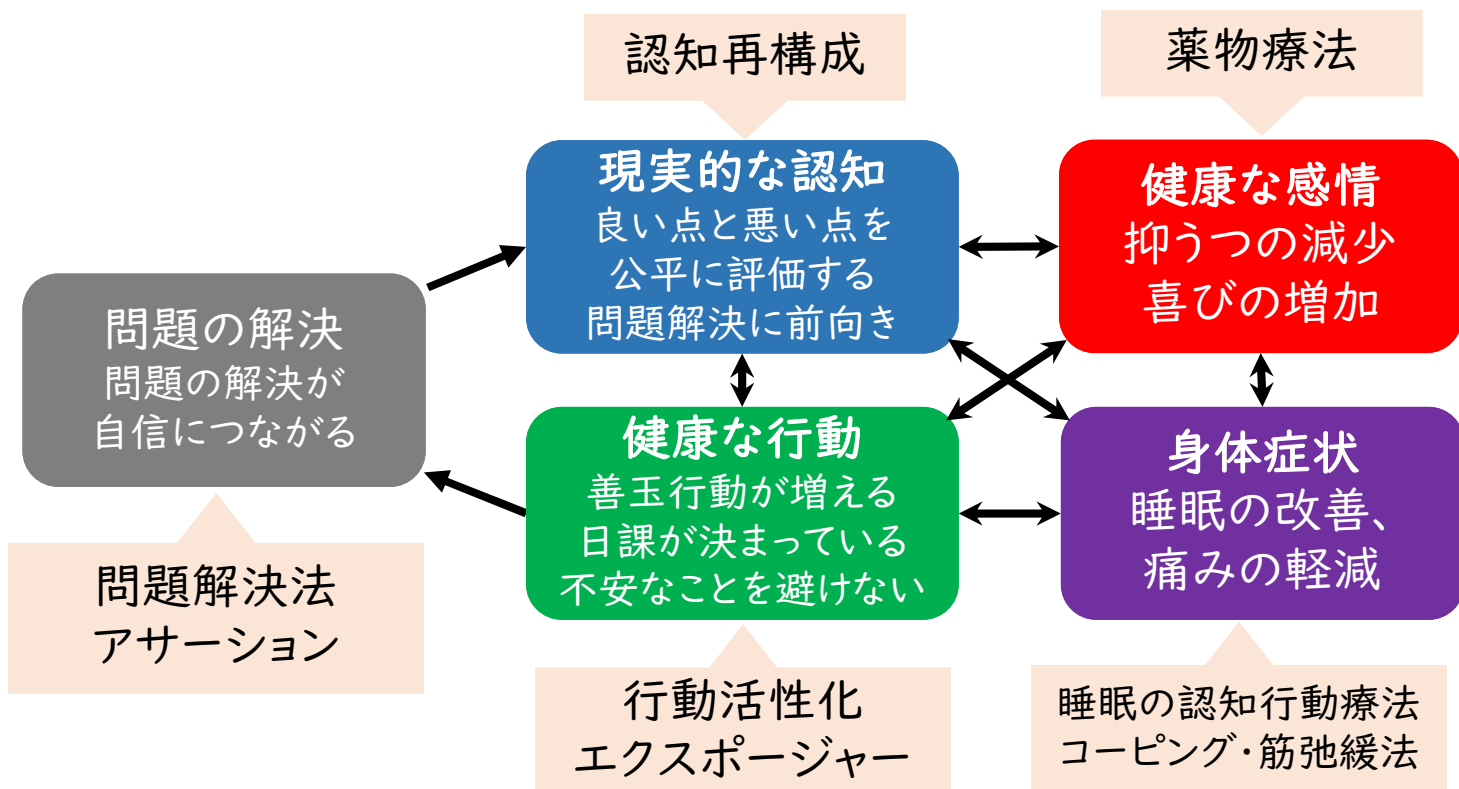 認知再構成
薬物療法
現実的な認知
良い点と悪い点を
公平に評価する
問題解決に前向き
健康な感情
抑うつの減少
喜びの増加
問題の解決
問題の解決が
自信につながる
健康な行動
善玉行動が増える
日課が決まっている
不安なことを避けない
身体症状
睡眠の改善、
痛みの軽減
問題解決法
アサーション
行動活性化
エクスポージャー
睡眠の認知行動療法
コーピング・筋弛緩法